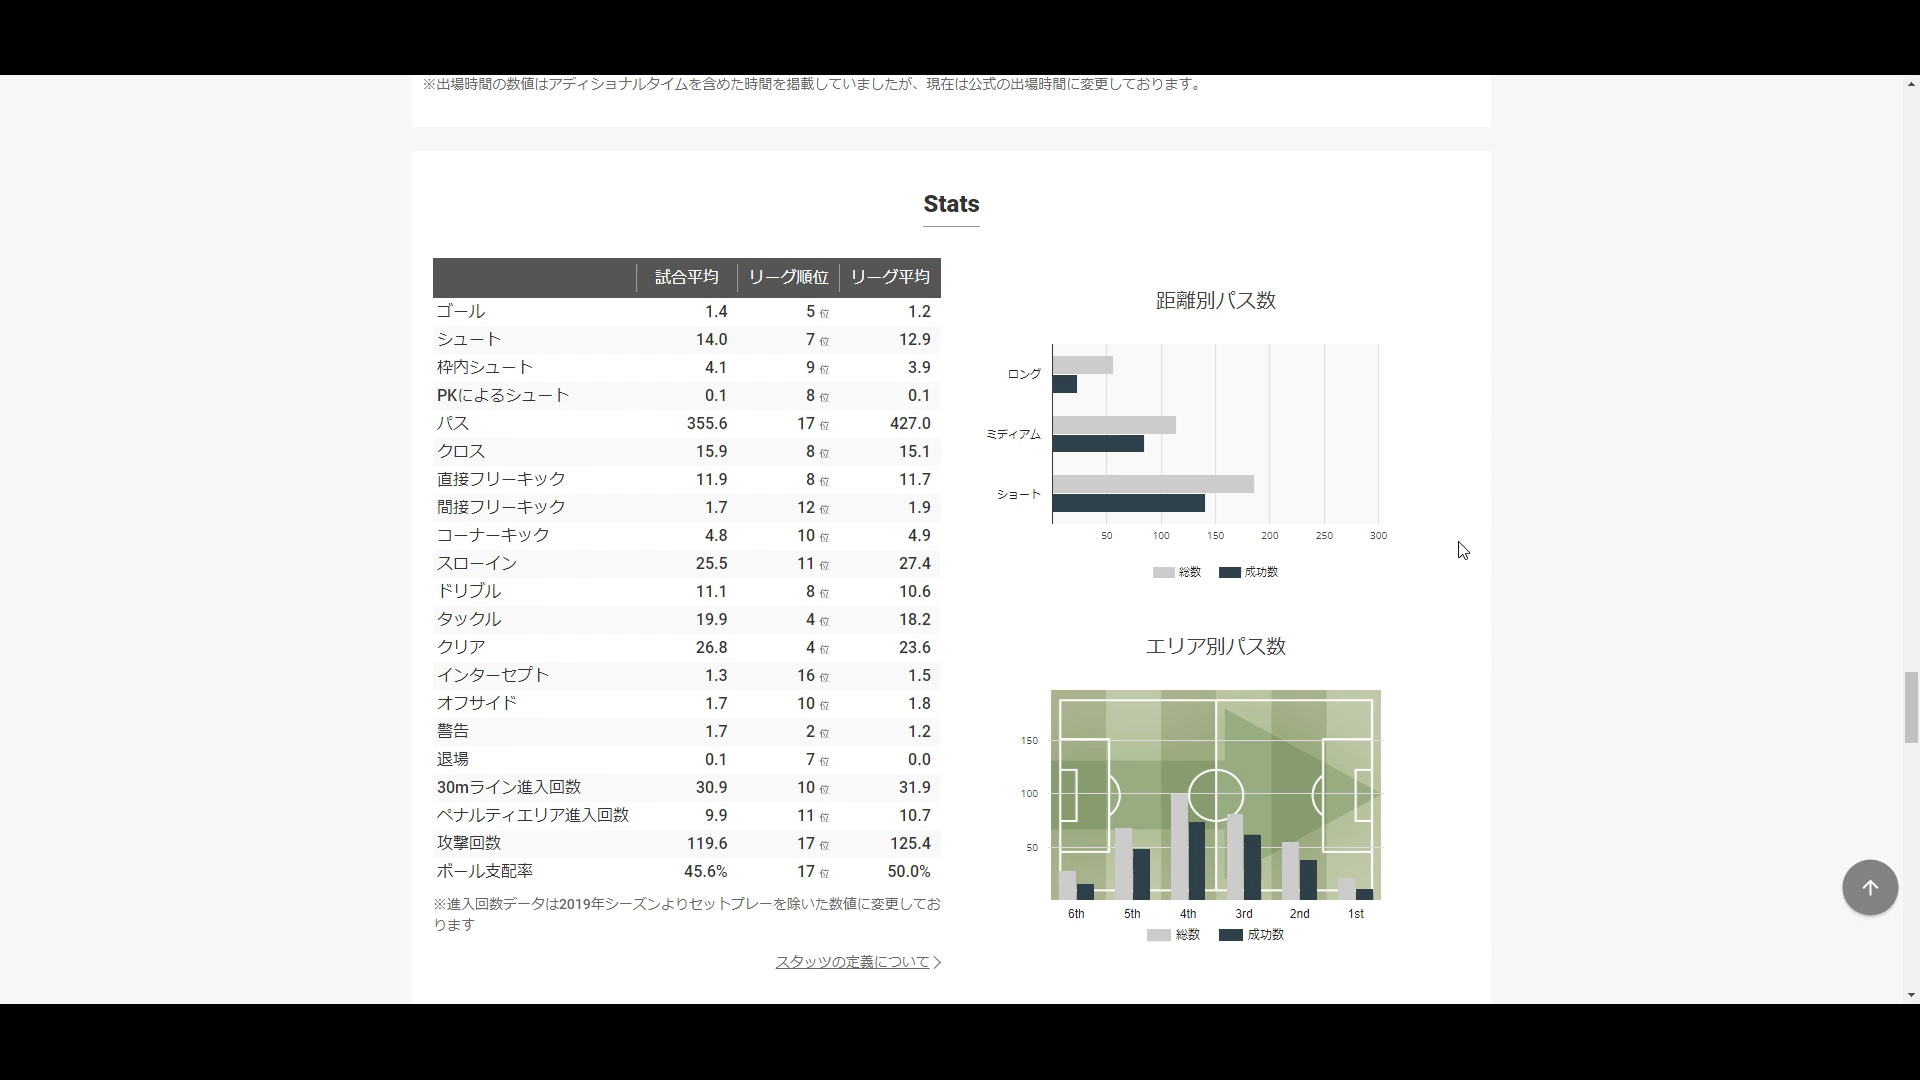 ※出場時間の数値はアディショナルタイムを含めた時間を掲載していましたが、現在は公式の出場時間に変更しております。
Stats
試合平均 リーグ順位 リーグ平均
ゴール 1.4 5位 1.2
シュート 14.0 7位 12.9
枠内シュート 4.1 9位 3.9
PKによるシュート 0.1 8位 0.1
パス 355.6 17位 427.0
クロス 15.9 8位 15.1
直接フリーキック 11.9 8位 11.7
間接フリーキック 1.7 12位 1.9
コーナーキック 4.8 10位 4.9
スローイン 25.5 11位 27.4
ドリブル 11.1 8位 10.6
タックル 19.9 4位 18.2
クリア 26.8 4位 23.6
インターセプト 1.3 16位 1.5
オフサイド 1.7 10位 1.8
警告 1.7 2位 1.2
退場 0.1 7位 0.0
30mライン進入回数 30.9 10位 31.9
ペナルティエリア進入回数 9.9 11位 10.7
攻撃回数 119.6 17位 125.4
ボール支配率 45.6% 17位 50.0%
※進入回数データは2019年シーズンよりセットプレーを除いた数値に変更してお
ります
スタッツの定義について
距離別パス数
ロング
ミディアム
ショート
50 100 150 200 250 300
総数 成功数
エリア別パス数
150
100
50
6th 5th 4th 3rd 2nd 1st
総数 成功数